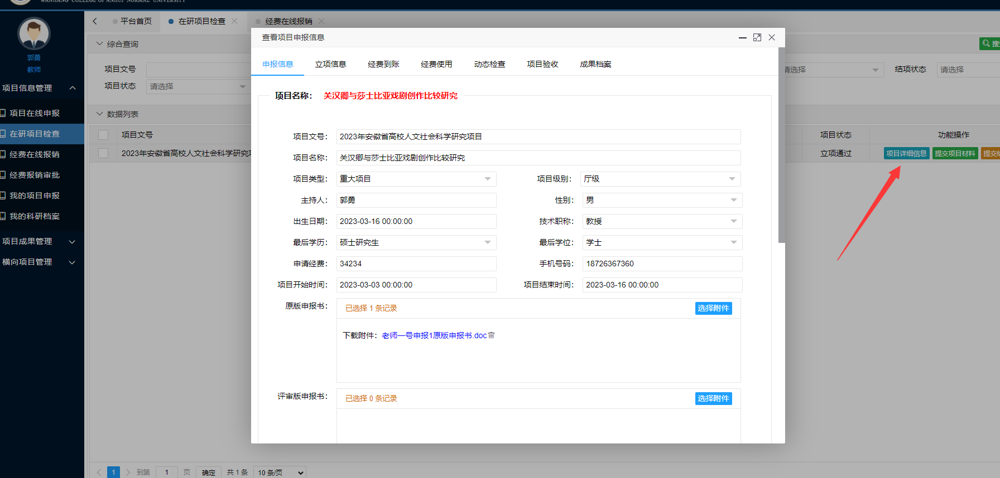 WANJIANG COLLEGE OF ANHUI NORMAL UNIVERSITY
郭勇
教师
项目信息管理
项目在线申报
在研项目检查
经费在线报销
经费报销审批
我的项目申报
我的科研档案
项目成果管理
横向项目管理
平台首页 在研项目检查 经费在线报销
综合查询
搜
项目文号
请选择 结项状态 请选择
项目状态 请选择
数据列表
项目文号 项目状态 功能操作
2023年安徽省高校人文社会科学研究 立项通过 项目详细信息 提交项目材料 提交
查看项目申报信息
申报信息 立项信息 经费到账 经费使用 动态检查 项目验收 成果档案
项目名称： 关汉卿与莎士比亚戏剧创作比较研究
项目文号： 2023年安徽省高校人文社会科学研究项目
项目名称： 关汉卿与莎士比亚戏剧创作比较研究
项目类型： 重大项目 项目级别： 厅级
主持人： 郭勇 性别： 男
出生日期： 2023-03-16 00:00:00 技术职称： 教授
最后学历： 硕士研究生 最后学位： 学士
申请经费： 34234 手机号码： 18726367360
项目开始时间： 2023-03-03 00:00:00 项目结束时间： 2023-03-16 00:00:00
原版申报书： 已选择 1 条记录 选择附件
下载附件： 老师一号申报1原版申报书.doc
评审版申报书： 已选择 0 条记录 选择附件
1 到第 1 页 确定 共 1 条 10 条/页